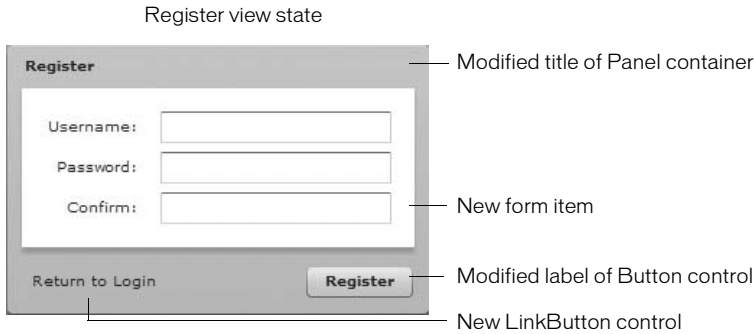 Register view state
Register
Modified title of Panel container
Username:
Password:
Confirm:
New form item
Return to Login
Register
Modified label of Button control
New LinkButton control